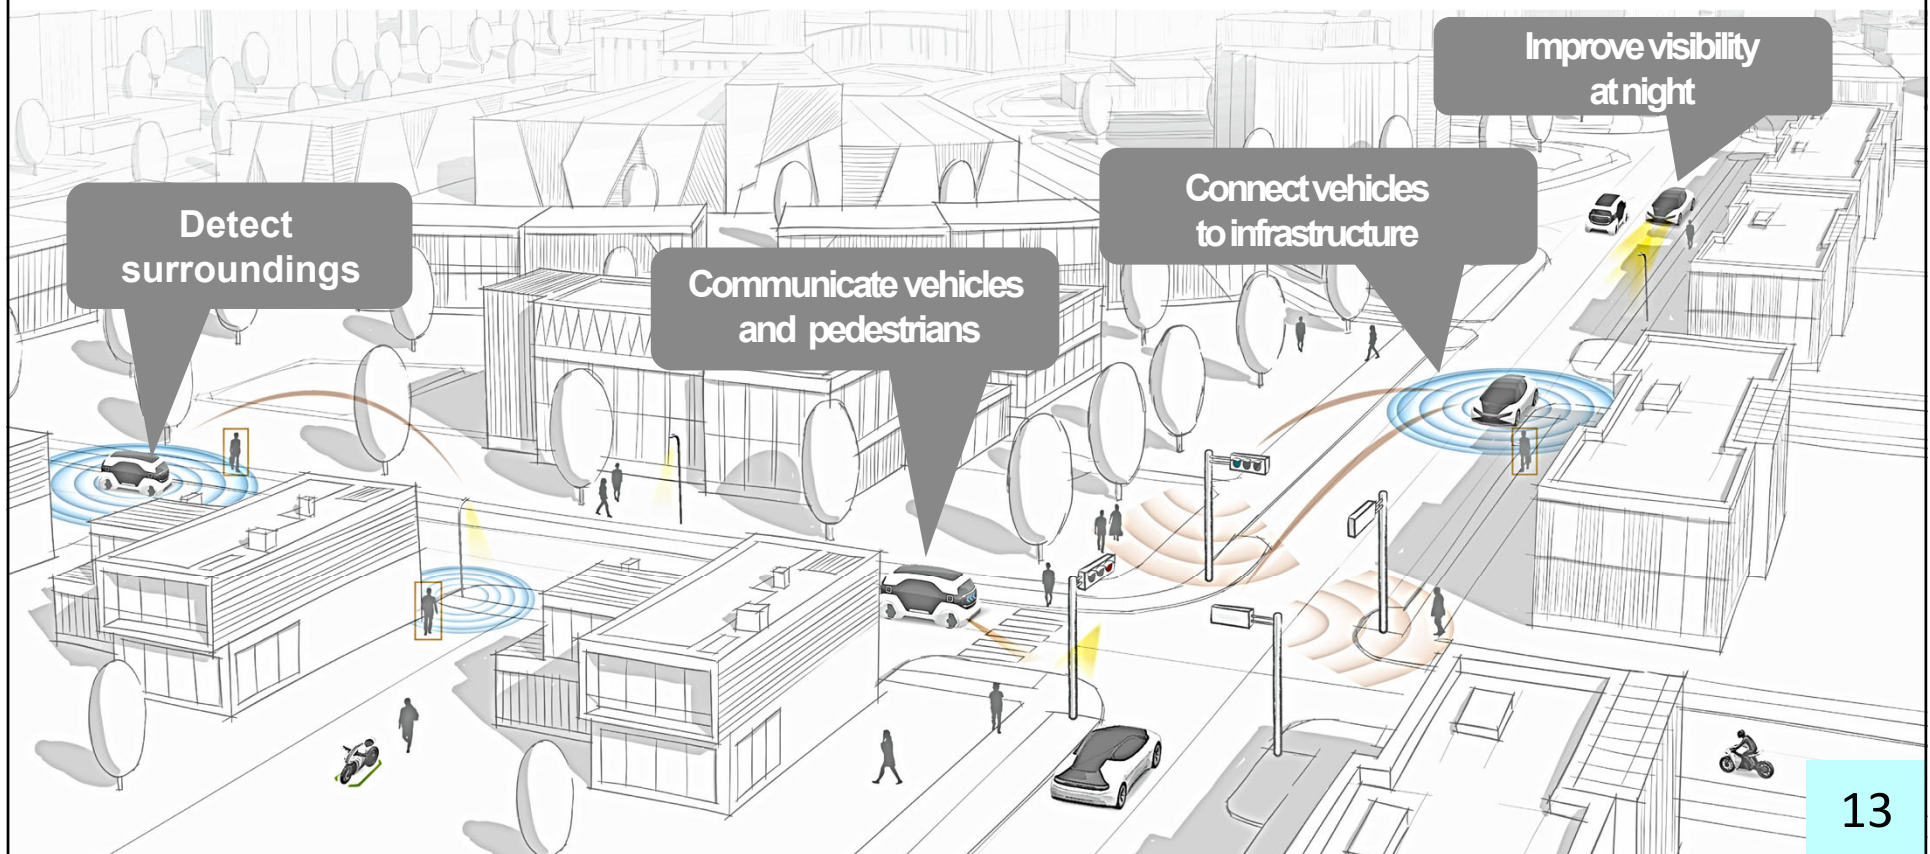 Improve visibility
at night
Connect vehicles
to infrastructure
Detect
surroundings
Communicate vehicles
and pedestrians
13